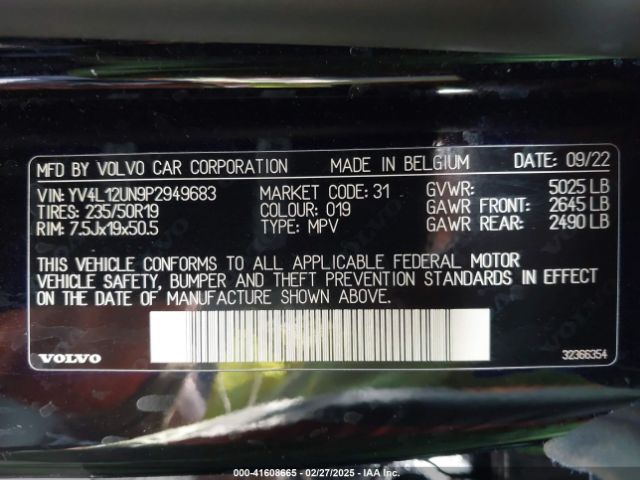 MFD BY VOLVO CAR CORPORATION MADE IN BELGIUM DATE: 09/22
VIN: YV4L12UN9P2949683 MARKET CODE: 31 GVWR: 5025 LB
TIRES: 235/50R19 COLOUR: 019 GAWR FRONT: 2645 LB
RIM: 7.5Jx19x50.5 TYPE: MPV GAWR REAR: 2490 LB
THIS VEHICLE CONFORMS TO ALL APPLICABLE FEDERAL MOTOR
VEHICLE SAFETY, BUMPER AND THEFT PREVENTION STANDARDS IN EFFECT
ON THE DATE OF MANUFACTURE SHOWN ABOVE.
VOLVO 32366354
000-41608665 - 02/27/2025 - IAA Inc.